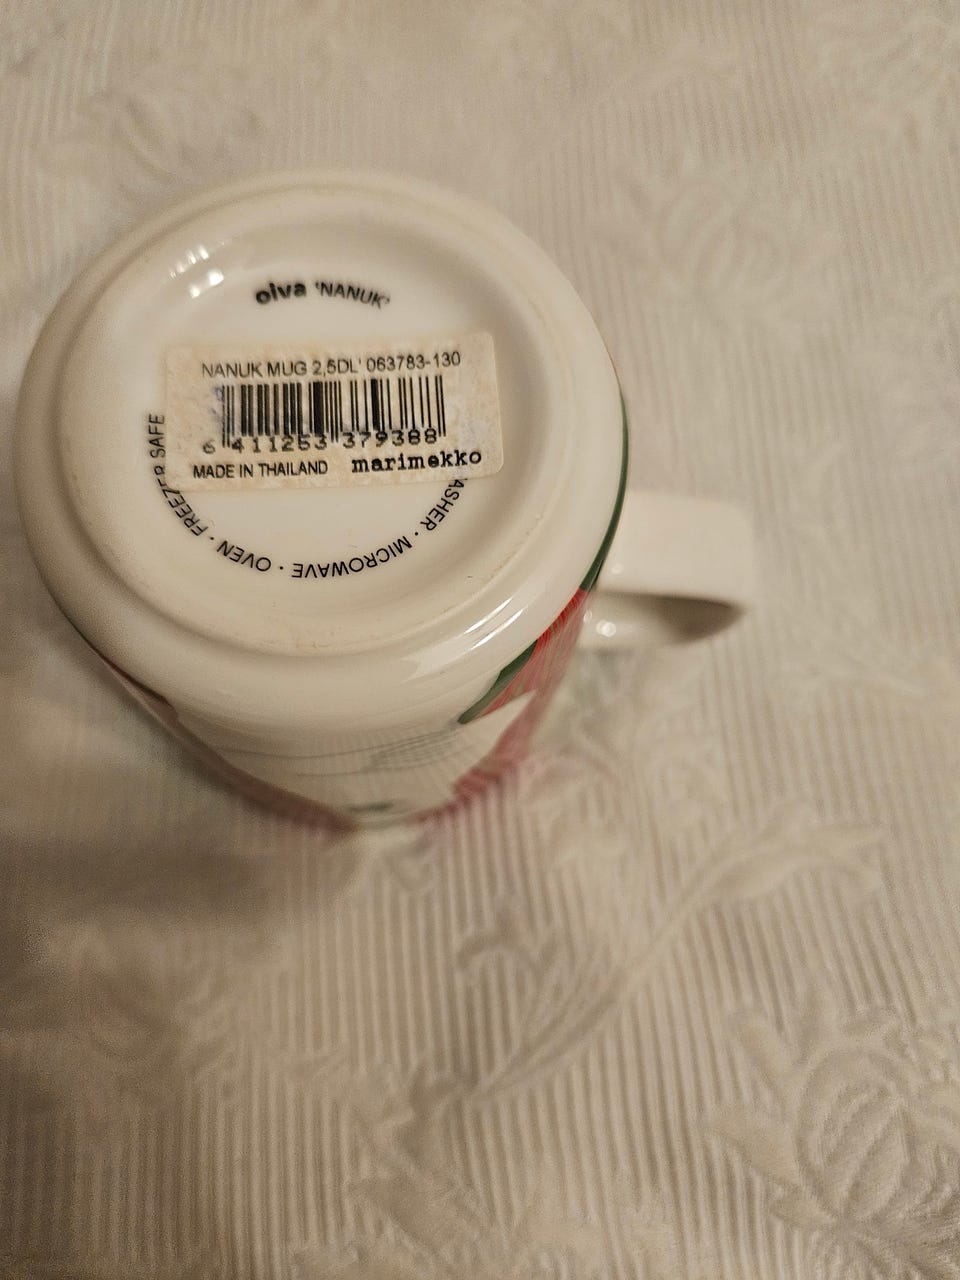 oiva 'NANUK'
NANUK MUG 2,5DL' 063783-130
6 411253 379388
MADE IN THAILAND marimekko
ASHER · MICROWAVE · OVEN · FREEZER SAFE